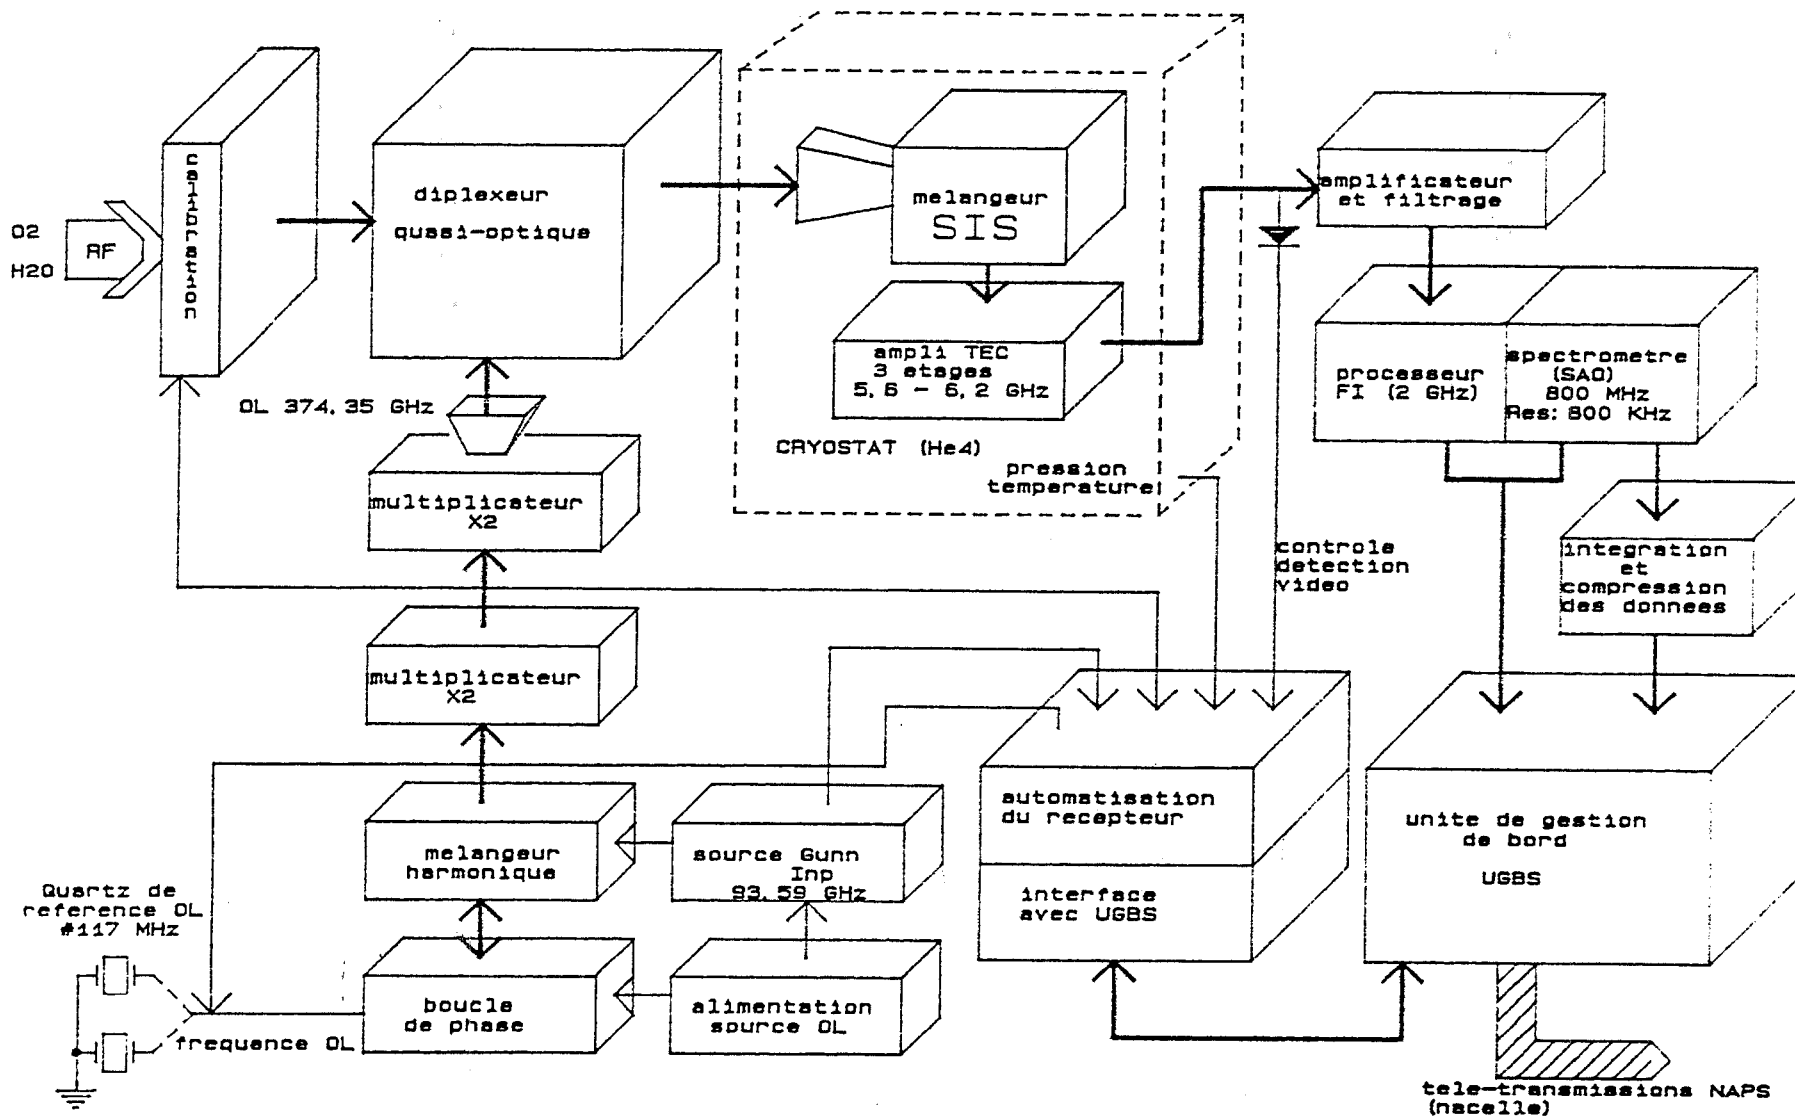 O2
H2O
RF
calibration
diplexeur
quasi-optique
melangeur
SIS
ampli TEC
3 etages
5,6 - 6,2 GHz
CRYOSTAT (He4)
pression
temperature
amplificateur
et filtrage
processeur
FI (2 GHz)
spectrometre
(SAO)
800 MHz
Res: 800 KHz
OL 374,35 GHz
multiplicateur
X2
controle
detection
video
integration
et
compression
des donnees
multiplicateur
X2
automatisation
du recepteur
interface
avec UGBS
unite de gestion
de bord
UGBS
melangeur
harmonique
source Gunn
Inp
93,59 GHz
Quartz de
reference OL
#117 MHz
boucle
de phase
alimentation
source OL
frequence OL
tele-transmissions NAPS
(nacelle)